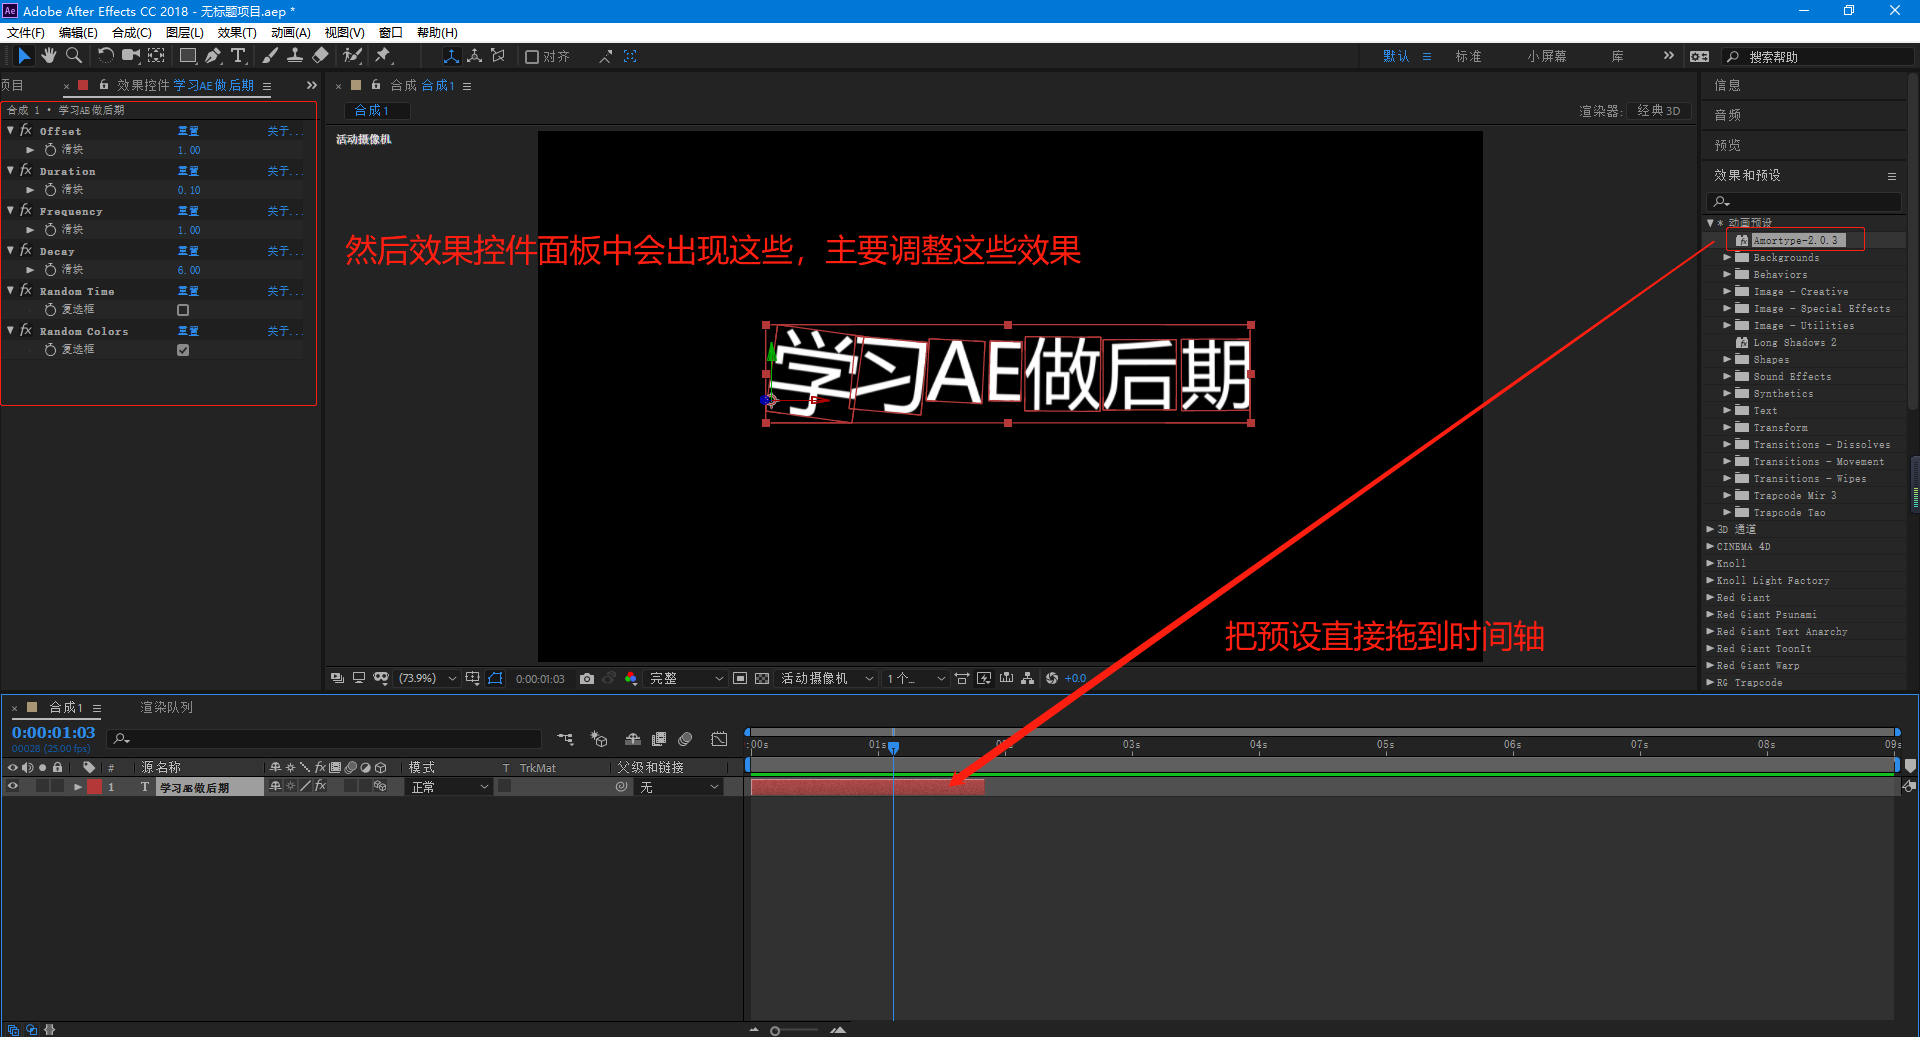 Ae Adobe After Effects CC 2018 - 无标题项目.aep *
文件(F) 编辑(E) 合成(C) 图层(L) 效果(T) 动画(A) 视图(V) 窗口 帮助(H)
对齐 默认 标准 小屏幕 库 搜索帮助
项目 效果控件 学习AE做后期
合成 1 • 学习AE做后期
fx Offset 重置 关于...
滑块 1.00
fx Duration 重置 关于...
滑块 0.10
fx Frequency 重置 关于...
滑块 1.00
fx Decay 重置 关于...
滑块 6.00
fx Random Time 重置 关于...
复选框
fx Random Colors 重置 关于...
复选框
合成 合成1
合成1
渲染器: 经典 3D
活动摄像机
然后效果控件面板中会出现这些，主要调整这些效果
学习AE做后期
把预设直接拖到时间轴
(73.9%) 0:00:01:03 完整 活动摄像机 1个... +0.0
信息
音频
预览
效果和预设
* 动画预设
Amortype-2.0.3
Backgrounds
Behaviors
Image - Creative
Image - Special Effects
Image - Utilities
Long Shadows 2
Shapes
Sound Effects
Synthetics
Text
Transform
Transitions - Dissolves
Transitions - Movement
Transitions - Wipes
Trapcode Mir 3
Trapcode Tao
3D 通道
CINEMA 4D
Knoll
Knoll Light Factory
Red Giant
Red Giant Psunami
Red Giant Text Anarchy
Red Giant ToonIt
Red Giant Warp
RG Trapcode
合成1 渲染队列
0:00:01:03
00028 (25.00 fps)
:00s 01s 02s 03s 04s 05s 06s 07s 08s 09s
# 源名称 fx 模式 T TrkMat 父级和链接
1 T 学习AE做后期 fx 正常 无